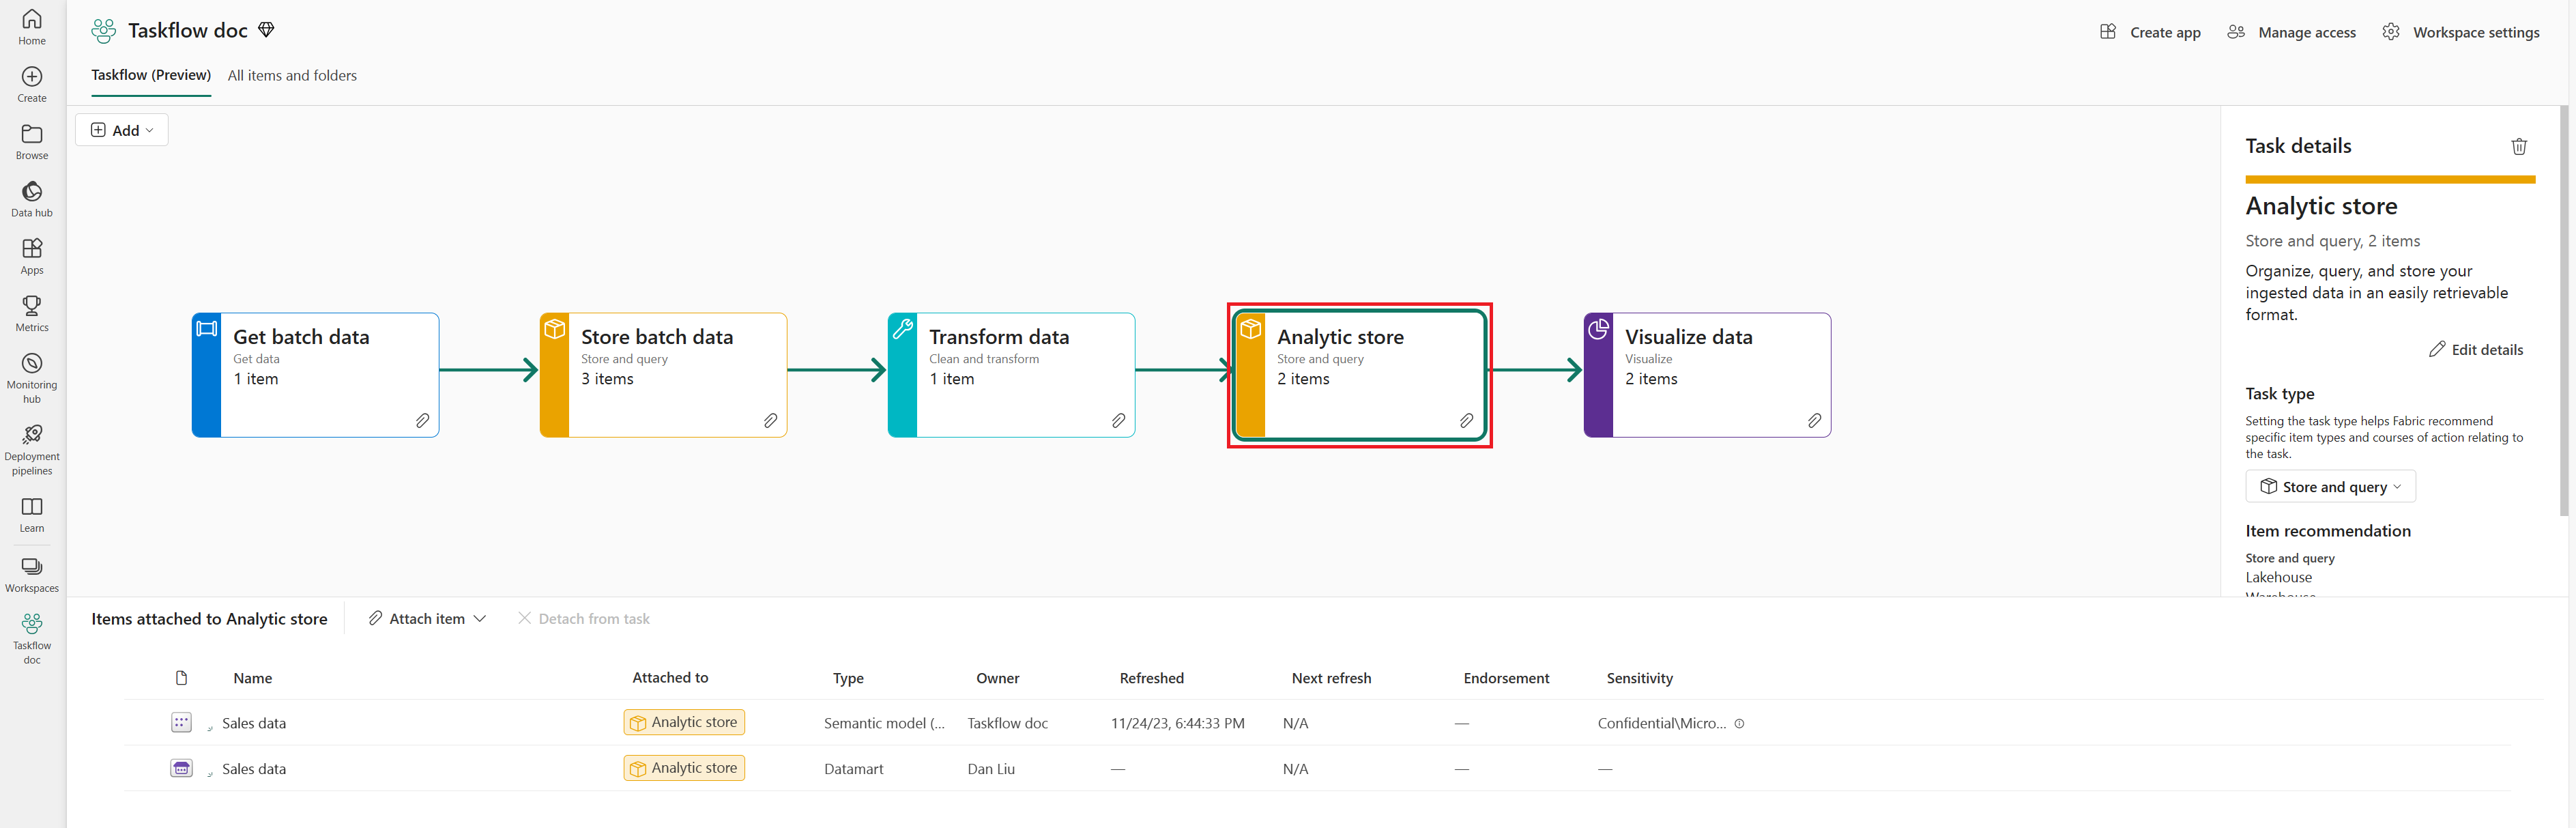 Home
Create
Browse
Data hub
Apps
Metrics
Monitoring
hub
Deployment
pipelines
Learn
Workspaces
Taskflow
doc
Taskflow doc
Create app
Manage access
Workspace settings
Taskflow (Preview)
All items and folders
Add
Get batch data
Get data
1 item
Store batch data
Store and query
3 items
Transform data
Clean and transform
1 item
Analytic store
Store and query
2 items
Visualize data
Visualize
2 items
Task details
Analytic store
Store and query, 2 items
Organize, query, and store your
ingested data in an easily retrievable
format.
Edit details
Task type
Setting the task type helps Fabric recommend
specific item types and courses of action relating to
the task.
Store and query
Item recommendation
Store and query
Lakehouse
Items attached to Analytic store
Attach item
Detach from task
Name Attached to Type Owner Refreshed Next refresh Endorsement Sensitivity
Sales data Analytic store Semantic model (... Taskflow doc 11/24/23, 6:44:33 PM N/A — Confidential\Micro...
Sales data Analytic store Datamart Dan Liu — N/A — —